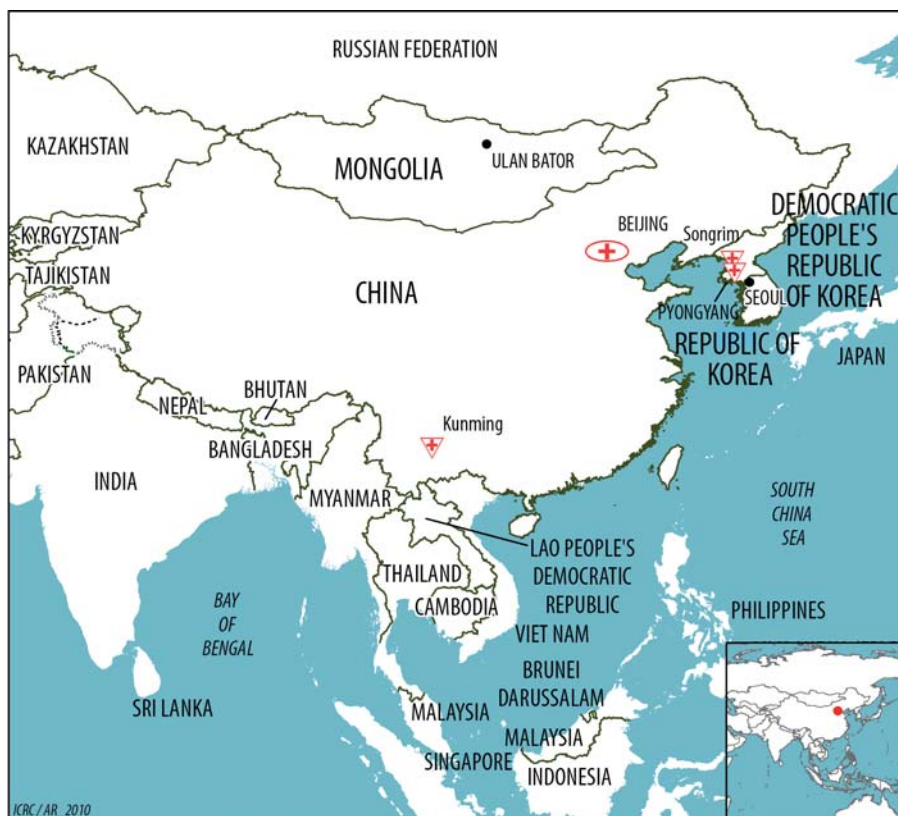 RUSSIAN FEDERATION
KAZAKHSTAN
MONGOLIA
ULAN BATOR
KYRGYZSTAN
TAJIKISTAN
BEIJING
Songrim
DEMOCRATIC
PEOPLE'S
REPUBLIC
OF KOREA
CHINA
SEOUL
PYONGYANG
REPUBLIC OF
KOREA
JAPAN
PAKISTAN
NEPAL
BHUTAN
BANGLADESH
Kunming
INDIA
MYANMAR
SOUTH
CHINA
SEA
LAO PEOPLE'S
DEMOCRATIC
REPUBLIC
THAILAND
CAMBODIA
VIET NAM
PHILIPPINES
BAY
OF
BENGAL
BRUNEI
DARUSSALAM
SRI LANKA
MALAYSIA
MALAYSIA
SINGAPORE
INDONESIA
ICRC / AR 2010